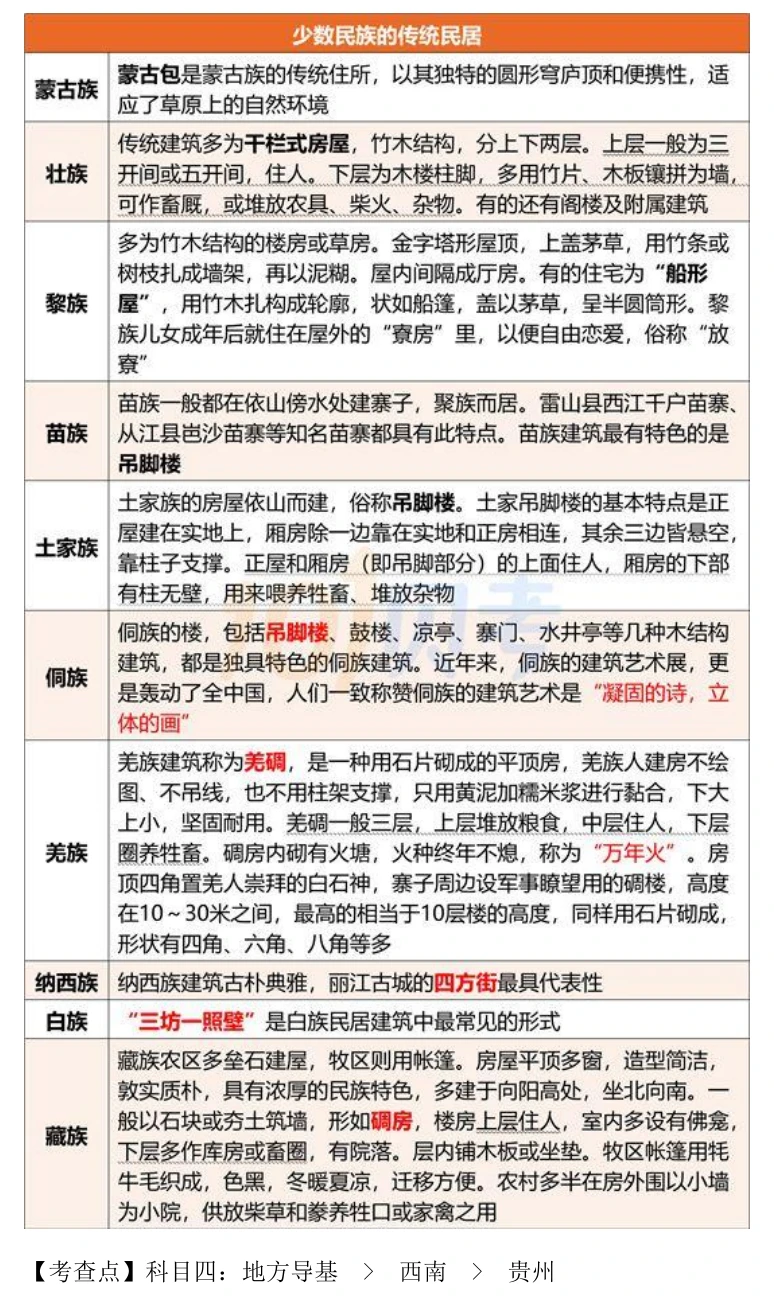 少数民族的传统民居
蒙古族
蒙古包是蒙古族的传统住所，以其独特的圆形穹庐顶和便携性，适
应了草原上的自然环境
壮族
传统建筑多为干栏式房屋，竹木结构，分上下两层。上层一般为三
开间或五开间，住人。下层为木楼柱脚，多用竹片、木板镶拼为墙，
可作畜厩，或堆放农具、柴火、杂物。有的还有阁楼及附属建筑
黎族
多为竹木结构的楼房或草房。金字塔形屋顶，上盖茅草，用竹条或
树枝扎成墙架，再以泥糊。屋内间隔成厅房。有的住宅为“船形
屋”，用竹木扎构成轮廓，状如船篷，盖以茅草，呈半圆筒形。黎
族儿女成年后就住在屋外的“寮房”里，以便自由恋爱，俗称“放
寮”
苗族
苗族一般都在依山傍水处建寨子，聚族而居。雷山县西江千户苗寨、
从江县岜沙苗寨等知名苗寨都具有此特点。苗族建筑最有特色的是
吊脚楼
土家族
土家族的房屋依山而建，俗称吊脚楼。土家吊脚楼的基本特点是正
屋建在实地上，厢房除一边靠在实地和正房相连，其余三边皆悬空，
靠柱子支撑。正屋和厢房（即吊脚部分）的上面住人，厢房的下部
有柱无壁，用来喂养牲畜、堆放杂物
侗族
侗族的楼，包括吊脚楼、鼓楼、凉亭、寨门、水井亭等几种木结构
建筑，都是独具特色的侗族建筑。近年来，侗族的建筑艺术展，更
是轰动了全中国，人们一致称赞侗族的建筑艺术是“凝固的诗，立
体的画”
羌族
羌族建筑称为羌碉，是一种用石片砌成的平顶房，羌族人建房不绘
图、不吊线，也不用柱架支撑，只用黄泥加糯米浆进行黏合，下大
上小，坚固耐用。羌碉一般三层，上层堆放粮食，中层住人，下层
圈养牲畜。碉房内砌有火塘，火种终年不熄，称为“万年火”。房
顶四角置羌人崇拜的白石神，寨子周边设军事瞭望用的碉楼，高度
在10～30米之间，最高的相当于10层楼的高度，同样用石片砌成，
形状有四角、六角、八角等多
纳西族
纳西族建筑古朴典雅，丽江古城的四方街最具代表性
白族
“三坊一照壁”是白族民居建筑中最常见的形式
藏族
藏族农区多垒石建屋，牧区则用帐篷。房屋平顶多窗，造型简洁，
敦实质朴，具有浓厚的民族特色，多建于向阳高处，坐北向南。一
般以石块或夯土筑墙，形如碉房，楼房上层住人，室内多设有佛龛，
下层多作库房或畜圈，有院落。层内铺木板或坐垫。牧区帐篷用牦
牛毛织成，色黑，冬暖夏凉，迁移方便。农村多半在房外围以小墙
为小院，供放柴草和豢养牲口或家禽之用
【考查点】科目四：地方导基 > 西南 > 贵州